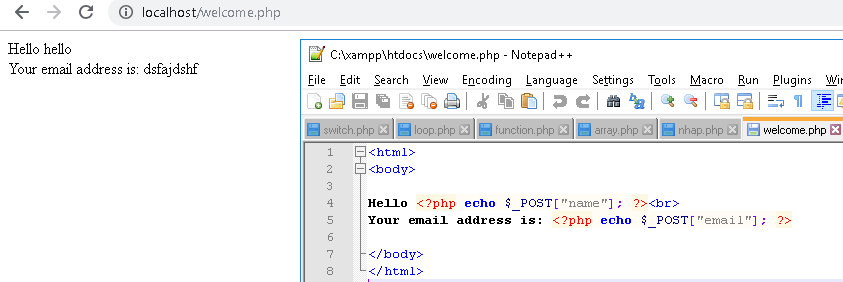 localhost/welcome.php
Hello hello
Your email address is: dsfajdshf
C:\xampp\htdocs\welcome.php - Notepad++
File Edit Search View Encoding Language Settings Tools Macro Run Plugins Win
switch.php loop.php function.php array.php nhap.php welcome.php
1 <html>
2 <body>
3
4 Hello <?php echo $_POST["name"]; ?><br>
5 Your email address is: <?php echo $_POST["email"]; ?>
6
7 </body>
8 </html>